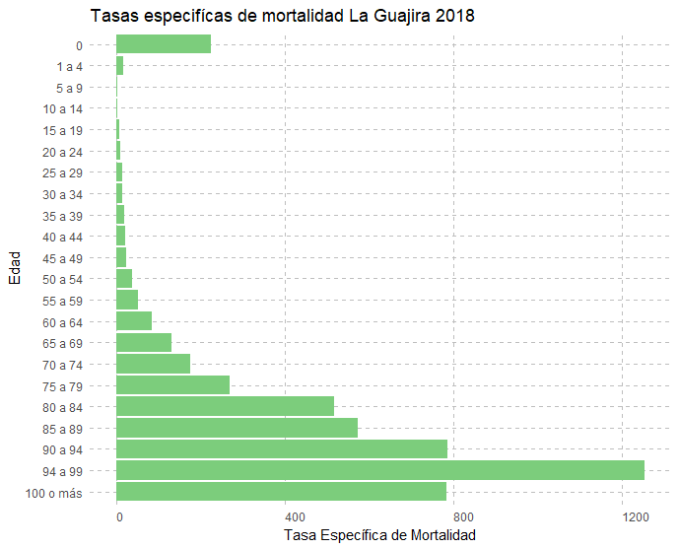 Tasas especifícas de mortalidad La Guajira 2018
0
1 a 4
5 a 9
10 a 14
15 a 19
20 a 24
25 a 29
30 a 34
35 a 39
40 a 44
45 a 49
50 a 54
55 a 59
60 a 64
65 a 69
70 a 74
75 a 79
80 a 84
85 a 89
90 a 94
94 a 99
100 o más
Edad
0 400 800 1200
Tasa Específica de Mortalidad